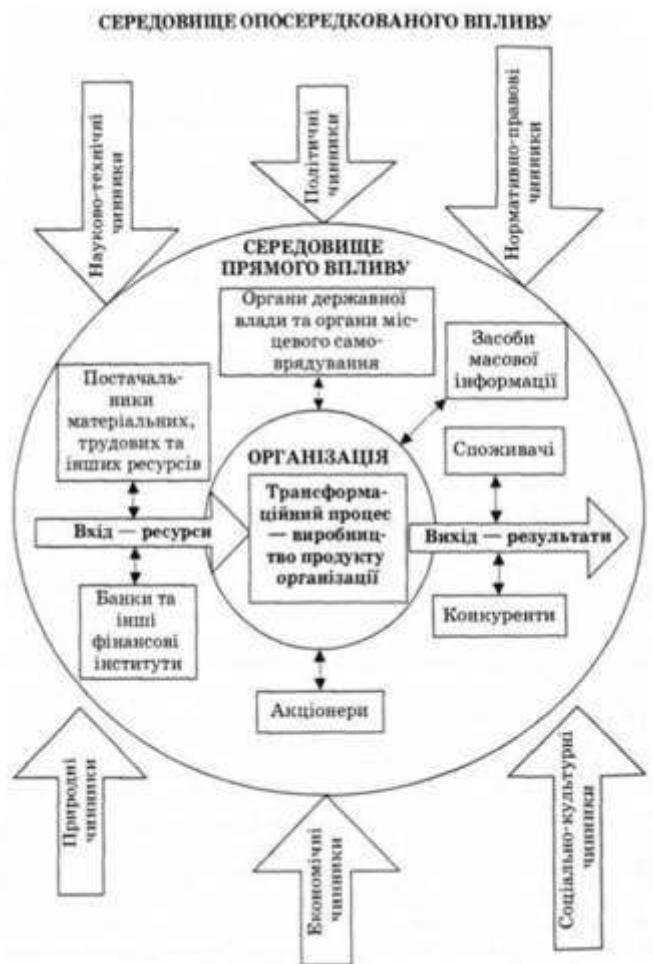 СЕРЕДОВИЩЕ ОПОСЕРЕДКОВАНОГО ВПЛИВУ
Науково-технічні
чинники
Політичні
чинники
Нормативно-правові
чинники
СЕРЕДОВИЩЕ
ПРЯМОГО ВПЛИВУ
Органи державної
влади та органи міс-
цевого само-
врядування
Засоби
масової
інформації
Постачаль-
ники
матеріальних,
трудових та
інших ресурсів
ОРГАНІЗАЦІЯ
Споживачі
Трансформа-
ційний процес
— виробниц-
тво продукту
організації
Вхід — ресурси
Вихід — результати
Банки та
інші
фінансові
інститути
Конкуренти
Акціонери
Природні
чинники
Економічні
чинники
Соціально-культурні
чинники